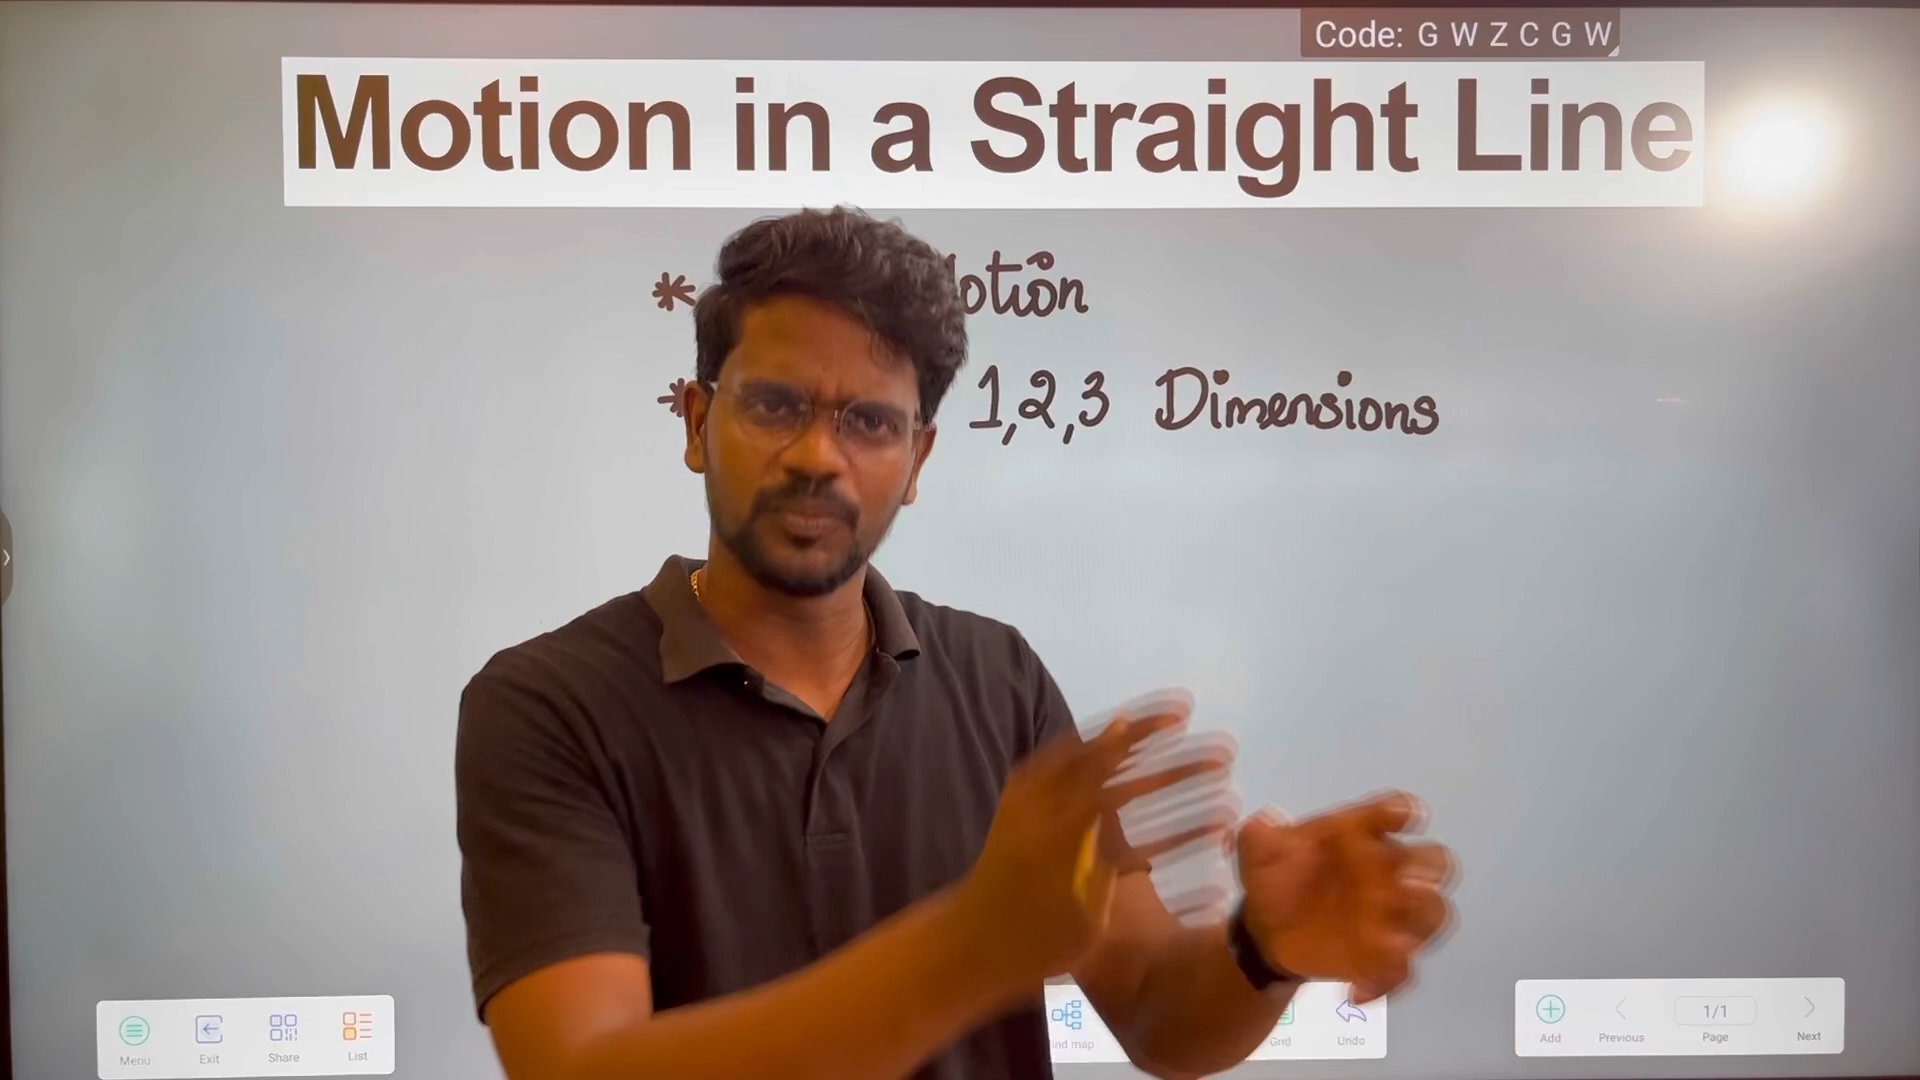 Code: G W Z C G W
Motion in a Straight Line
*
* 1,2,3 Dimensions
Menu Exit Share List Grid Undo Add Previous 1/1 Page Next